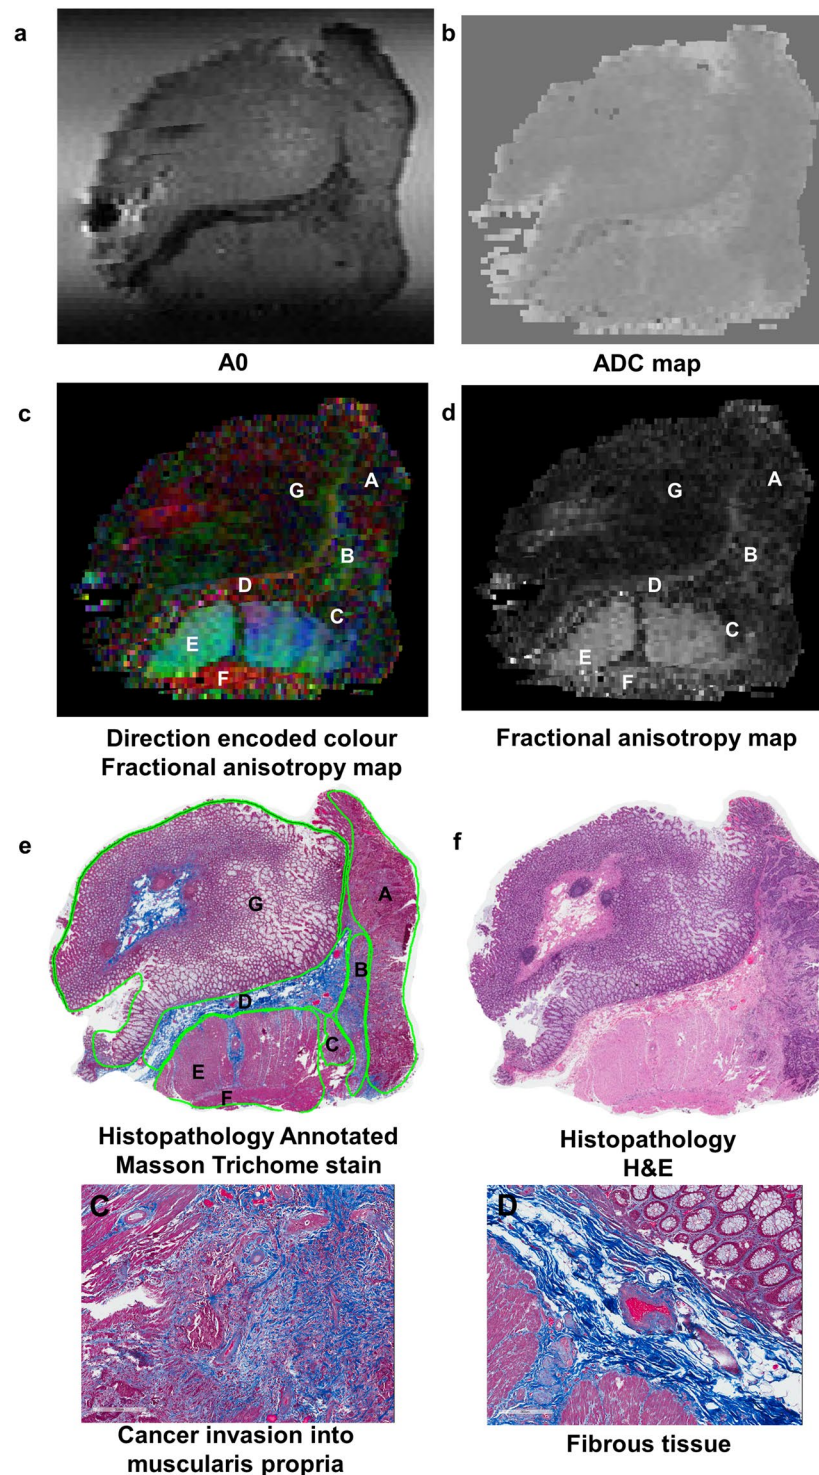 a
b
A0
ADC map
c
d
G
A
B
D
C
E
F
G
A
B
D
C
E
F
Direction encoded colour
Fractional anisotropy map
Fractional anisotropy map
e
f
A
G
B
D
C
E
F
Histopathology Annotated
Masson Trichome stain
Histopathology
H&E
C
D
Cancer invasion into
muscularis propria
Fibrous tissue